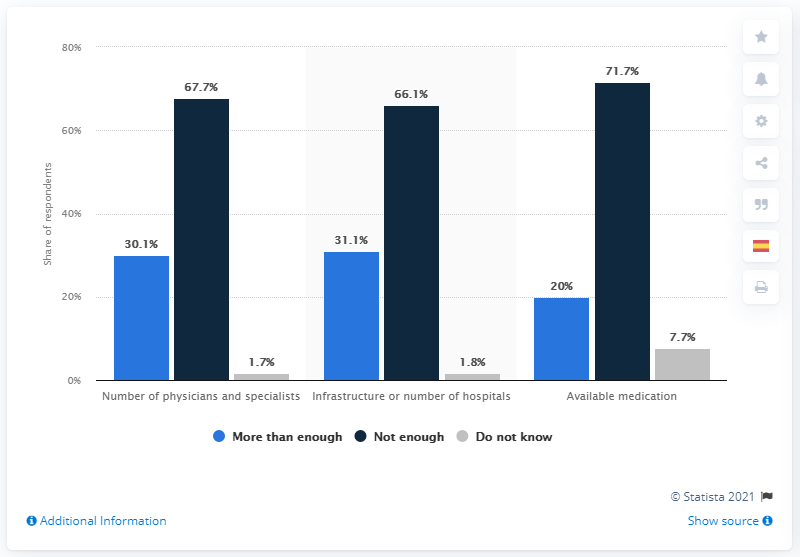 80%
60%
40%
20%
0%
Share of respondents
67.7%
66.1%
71.7%
30.1%
31.1%
20%
1.7%
1.8%
7.7%
Number of physicians and specialists
Infrastructure or number of hospitals
Available medication
More than enough
Not enough
Do not know
© Statista 2021
Additional Information
Show source